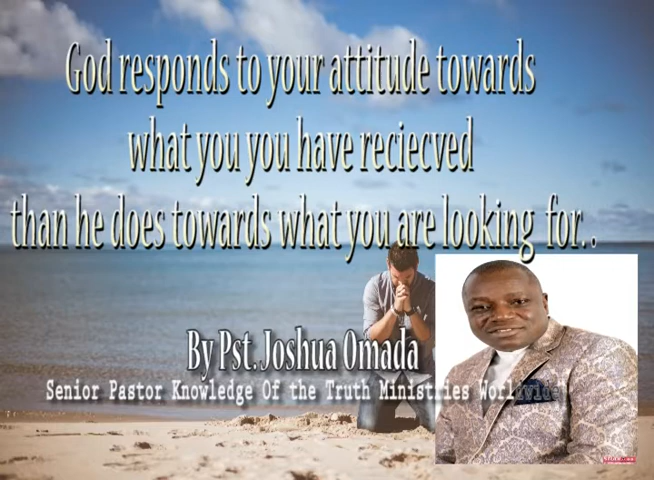 God responds to your attitude towards
what you you have reciecved
than he does towards what you are looking for. .
By Pst. Joshua Omada
Senior Pastor Knowledge Of the Truth Ministries Worldwide